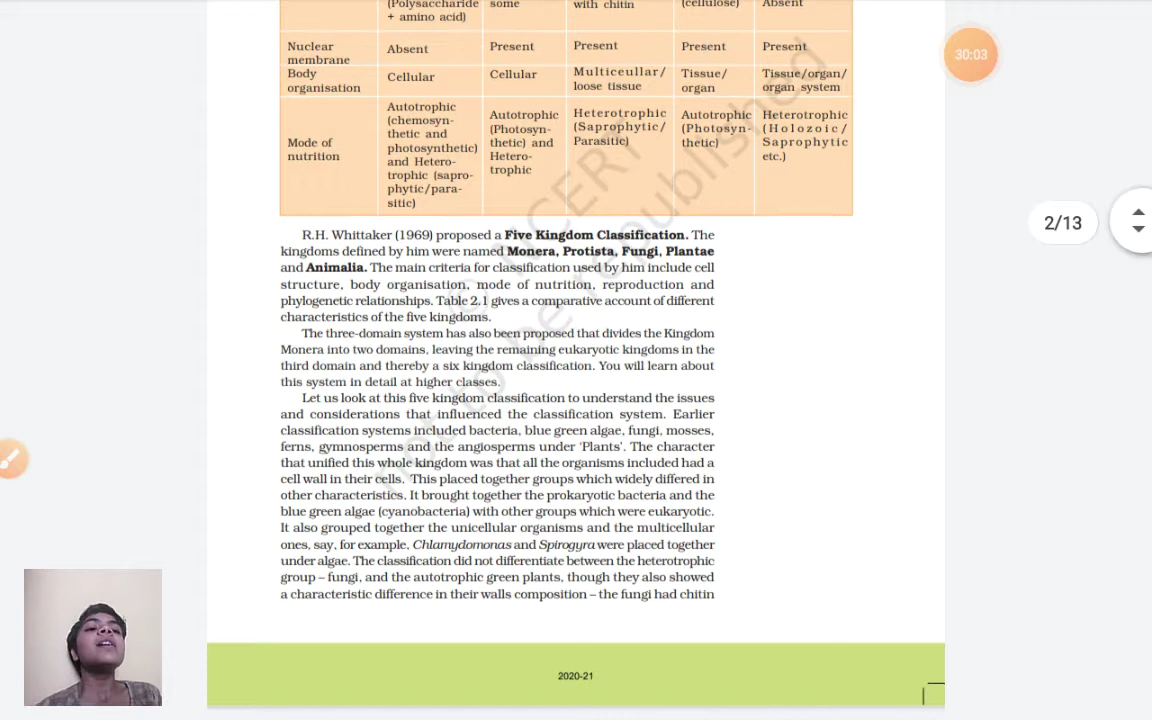 (Polysaccharide some with chitin (cellulose) Absent
+ amino acid)
Nuclear membrane Absent Present Present Present Present
Body organisation Cellular Cellular Multiceullar/ loose tissue Tissue/ organ Tissue/organ/ organ system
Mode of nutrition
Autotrophic
(chemosyn-
thetic and
photosynthetic)
and Hetero-
trophic (sapro-
phytic/para-
sitic)
Autotrophic
(Photosyn-
thetic) and
Hetero-
trophic
Heterotrophic
(Saprophytic/
Parasitic)
Autotrophic
(Photosyn-
thetic)
Heterotrophic
(Holozoic/
Saprophytic
etc.)
R.H. Whittaker (1969) proposed a Five Kingdom Classification. The
kingdoms defined by him were named Monera, Protista, Fungi, Plantae
and Animalia. The main criteria for classification used by him include cell
structure, body organisation, mode of nutrition, reproduction and
phylogenetic relationships. Table 2.1 gives a comparative account of different
characteristics of the five kingdoms.
The three-domain system has also been proposed that divides the Kingdom
Monera into two domains, leaving the remaining eukaryotic kingdoms in the
third domain and thereby a six kingdom classification. You will learn about
this system in detail at higher classes.
Let us look at this five kingdom classification to understand the issues
and considerations that influenced the classification system. Earlier
classification systems included bacteria, blue green algae, fungi, mosses,
ferns, gymnosperms and the angiosperms under ‘Plants’. The character
that unified this whole kingdom was that all the organisms included had a
cell wall in their cells. This placed together groups which widely differed in
other characteristics. It brought together the prokaryotic bacteria and the
blue green algae (cyanobacteria) with other groups which were eukaryotic.
It also grouped together the unicellular organisms and the multicellular
ones, say, for example, Chlamydomonas and Spirogyra were placed together
under algae. The classification did not differentiate between the heterotrophic
group – fungi, and the autotrophic green plants, though they also showed
a characteristic difference in their walls composition – the fungi had chitin
2020-21
© NCERT
not to be republished
30:03
2/13